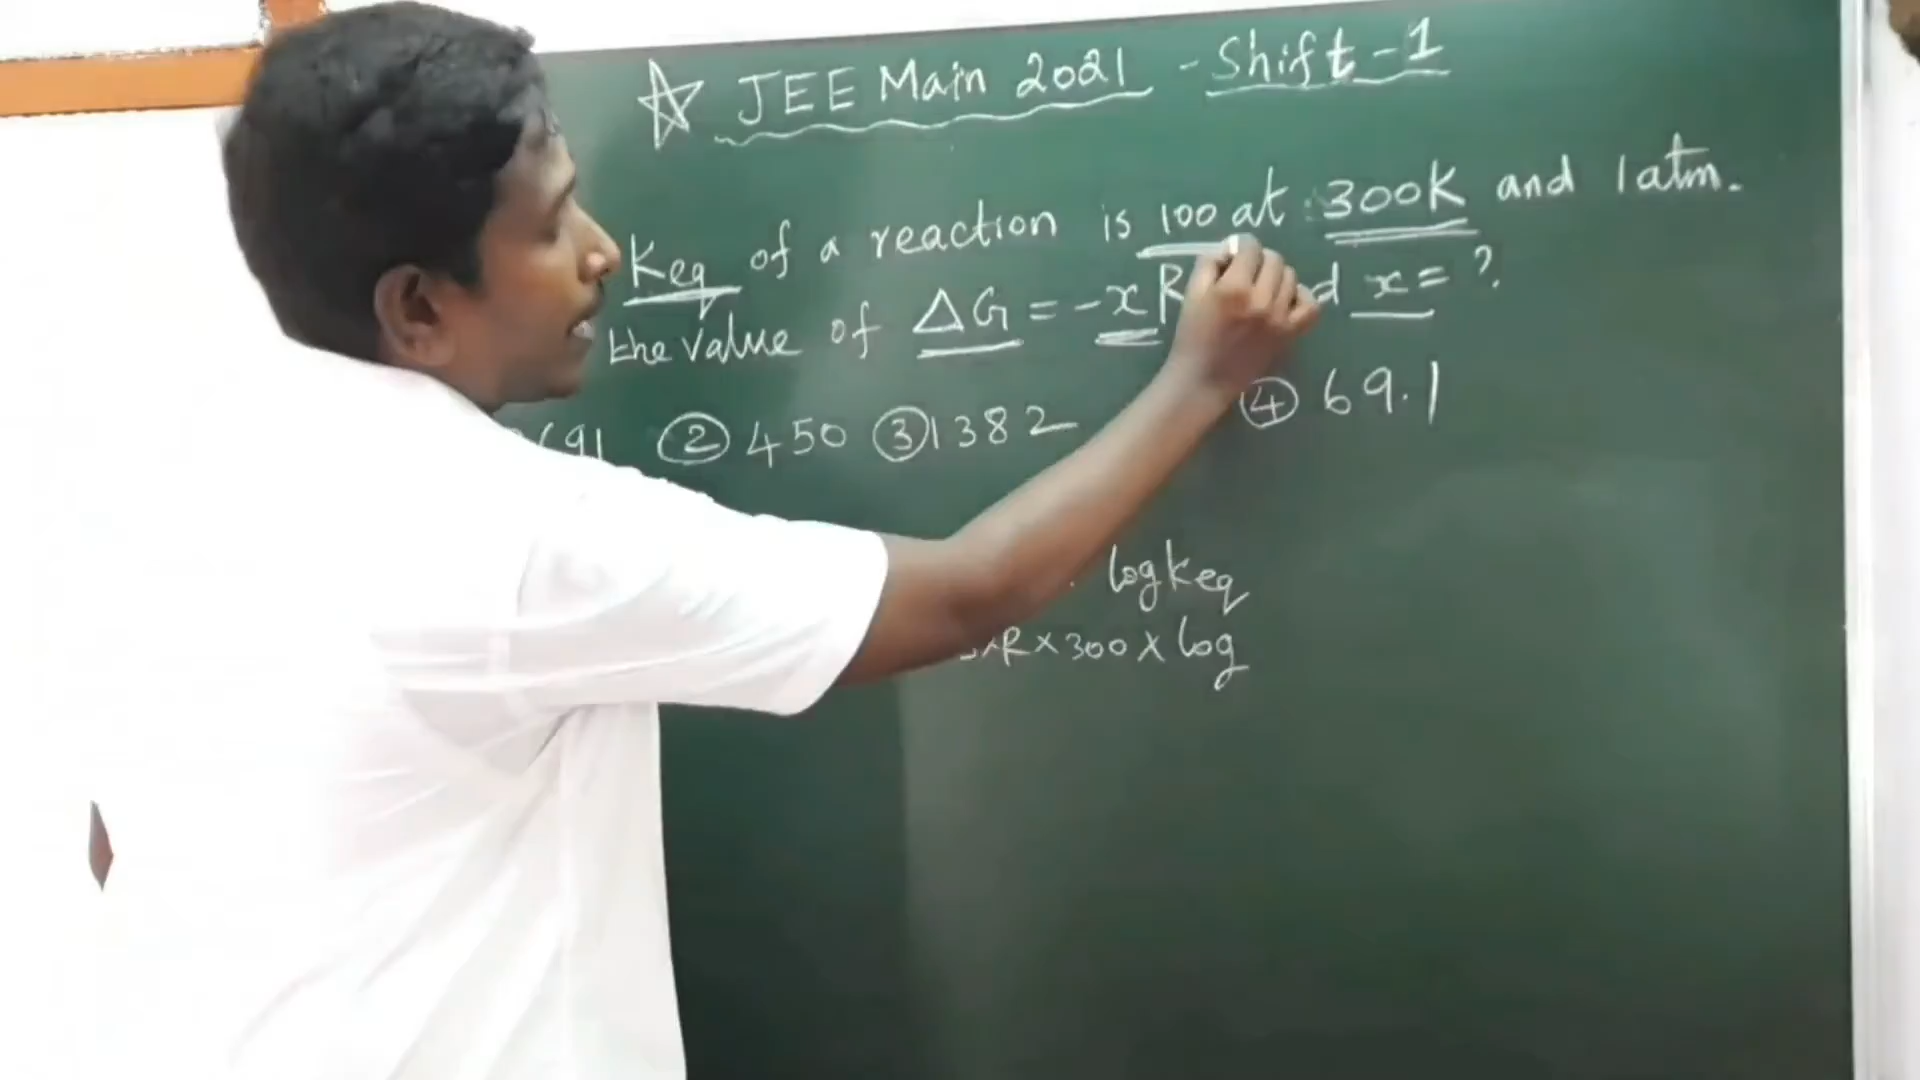 ☆ JEE Main 2021 - Shift - 1
Keq of a reaction is 100 at 300K and 1atm.
the value of ΔG = -xR x = ?
691 ② 450 ③ 1382 ④ 69.1
log Keq
×R×300×log